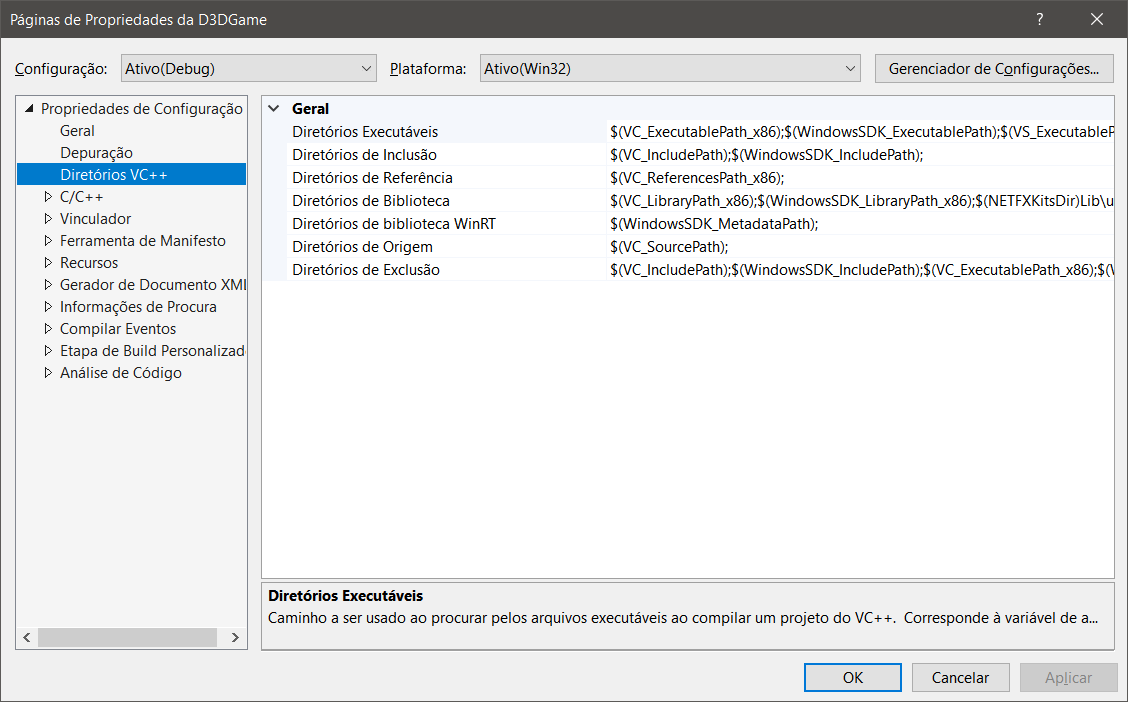 Páginas de Propriedades da D3DGame
?
Configuração: Ativo(Debug) Plataforma: Ativo(Win32) Gerenciador de Configurações...
Propriedades de Configuração
Geral
Depuração
Diretórios VC++
C/C++
Vinculador
Ferramenta de Manifesto
Recursos
Gerador de Documento XMI
Informações de Procura
Compilar Eventos
Etapa de Build Personalizad
Análise de Código
Geral
Diretórios Executáveis $(VC_ExecutablePath_x86);$(WindowsSDK_ExecutablePath);$(VS_ExecutableP
Diretórios de Inclusão $(VC_IncludePath);$(WindowsSDK_IncludePath);
Diretórios de Referência $(VC_ReferencesPath_x86);
Diretórios de Biblioteca $(VC_LibraryPath_x86);$(WindowsSDK_LibraryPath_x86);$(NETFXKitsDir)Lib\u
Diretórios de biblioteca WinRT $(WindowsSDK_MetadataPath);
Diretórios de Origem $(VC_SourcePath);
Diretórios de Exclusão $(VC_IncludePath);$(WindowsSDK_IncludePath);$(VC_ExecutablePath_x86);$(
Diretórios Executáveis
Caminho a ser usado ao procurar pelos arquivos executáveis ao compilar um projeto do VC++. Corresponde à variável de a...
OK Cancelar Aplicar